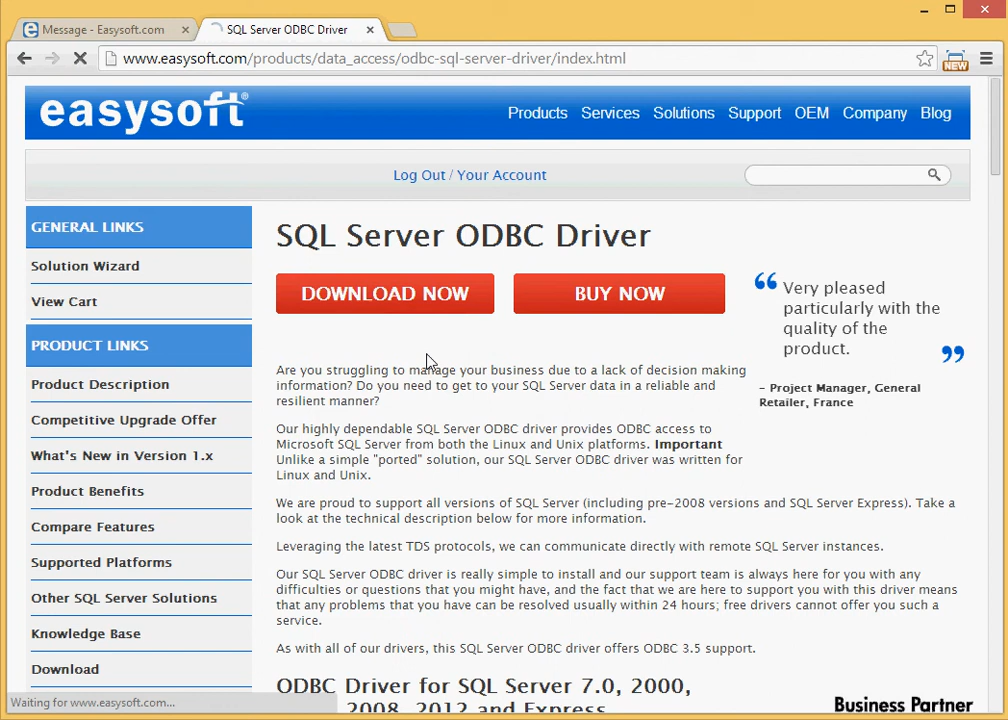 Message - Easysoft.com
SQL Server ODBC Driver
www.easysoft.com/products/data_access/odbc-sql-server-driver/index.html
NEW
easysoft®
Products Services Solutions Support OEM Company Blog
Log Out / Your Account
GENERAL LINKS
Solution Wizard
View Cart
PRODUCT LINKS
Product Description
Competitive Upgrade Offer
What's New in Version 1.x
Product Benefits
Compare Features
Supported Platforms
Other SQL Server Solutions
Knowledge Base
Download
SQL Server ODBC Driver
DOWNLOAD NOW
BUY NOW
“ Very pleased
particularly with the
quality of the
product. ”
– Project Manager, General
Retailer, France
Are you struggling to manage your business due to a lack of decision making
information? Do you need to get to your SQL Server data in a reliable and
resilient manner?
Our highly dependable SQL Server ODBC driver provides ODBC access to
Microsoft SQL Server from both the Linux and Unix platforms. Important
Unlike a simple "ported" solution, our SQL Server ODBC driver was written for
Linux and Unix.
We are proud to support all versions of SQL Server (including pre-2008 versions and SQL Server Express). Take a
look at the technical description below for more information.
Leveraging the latest TDS protocols, we can communicate directly with remote SQL Server instances.
Our SQL Server ODBC driver is really simple to install and our support team is always here for you with any
difficulties or questions that you might have, and the fact that we are here to support you with this driver means
that any problems that you have can be resolved usually within 24 hours; free drivers cannot offer you such a
service.
As with all of our drivers, this SQL Server ODBC driver offers ODBC 3.5 support.
ODBC Driver for SQL Server 7.0, 2000,
2008, 2012 and Express
Business Partner
Waiting for www.easysoft.com...